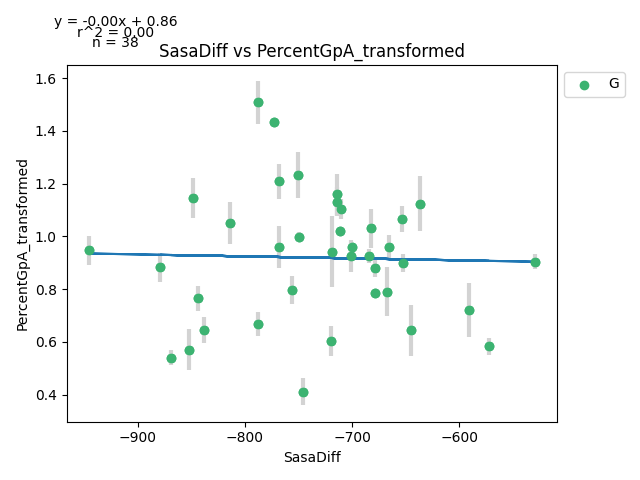 y = -0.00x + 0.86
r^2 = 0.00
n = 38
SasaDiff vs PercentGpA_transformed
G
PercentGpA_transformed
1.6
1.4
1.2
1.0
0.8
0.6
0.4
−900 −800 −700 −600
SasaDiff